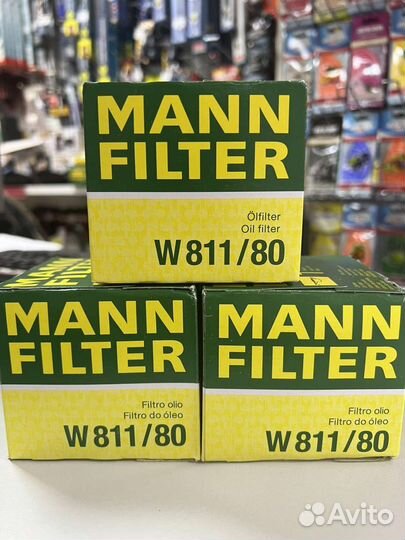 MANN
FILTER
Ölfilter
Oil filter
W 811/80
MANN
FILTER
Filtro olio
Filtro do óleo
W 811/80
MANN
FILTER
Filtro olio
Filtro do óleo
W 811/80
Avito